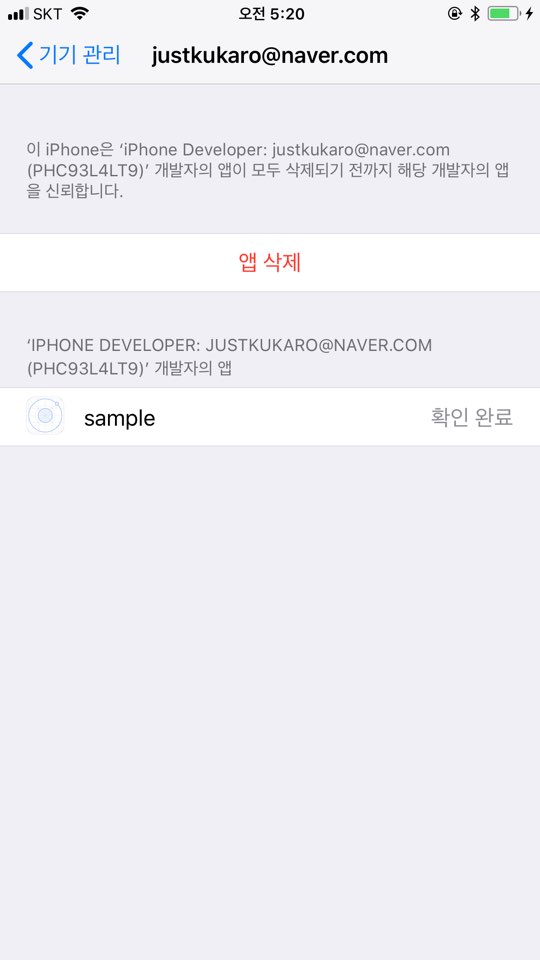 SKT 오전 5:20
기기 관리 justkukaro@naver.com
이 iPhone은 ‘iPhone Developer: justkukaro@naver.com
(PHC93L4LT9)’ 개발자의 앱이 모두 삭제되기 전까지 해당 개발자의 앱
을 신뢰합니다.
앱 삭제
‘IPHONE DEVELOPER: JUSTKUKARO@NAVER.COM
(PHC93L4LT9)’ 개발자의 앱
sample 확인 완료